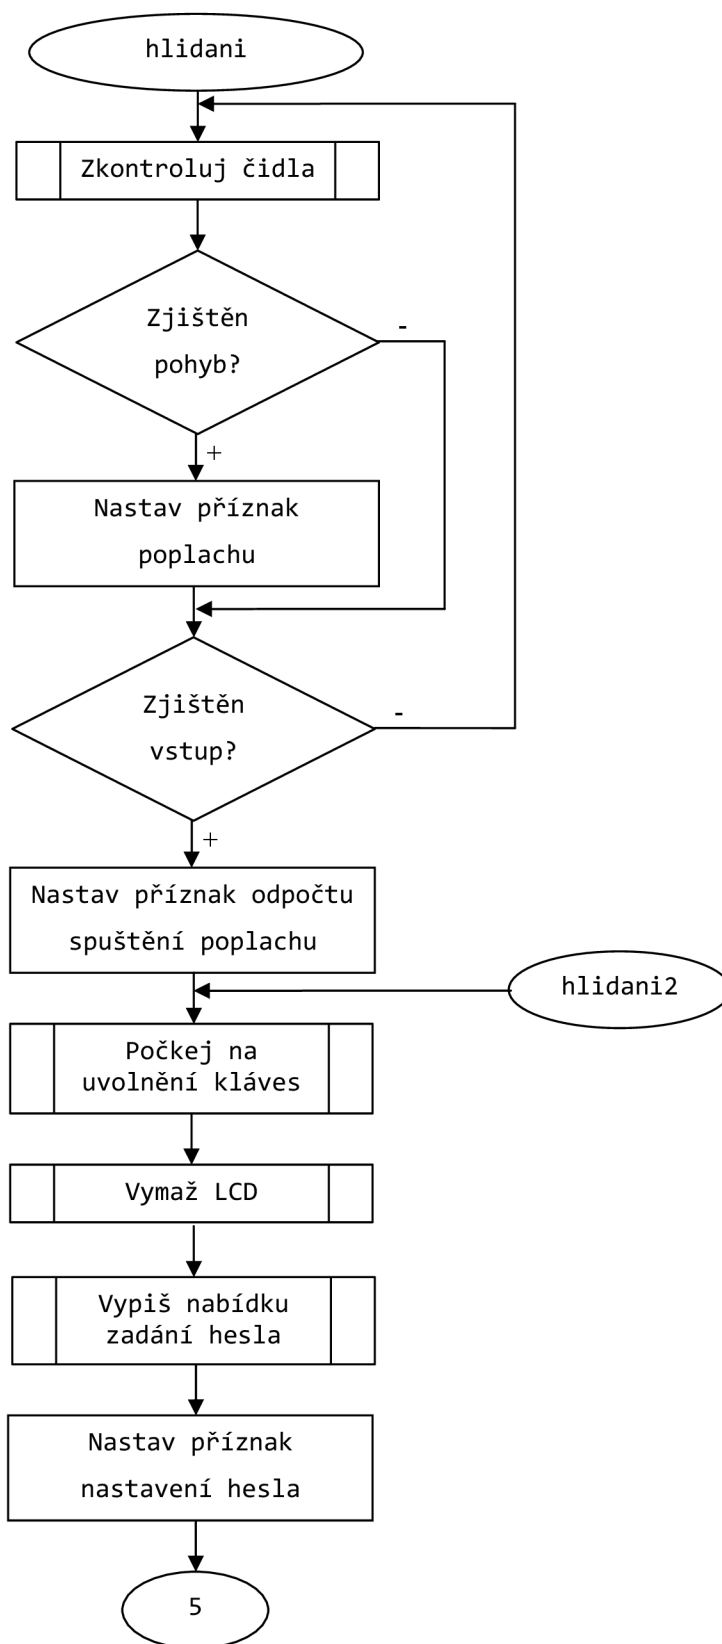 hlidani
Zkontroluj čidla
Zjištěn
pohyb?
-
+
Nastav příznak
poplachu
Zjištěn
vstup?
-
+
Nastav příznak odpočtu
spuštění poplachu
hlidani2
Počkej na
uvolnění kláves
Vymaž LCD
Vypiš nabídku
zadání hesla
Nastav příznak
nastavení hesla
5